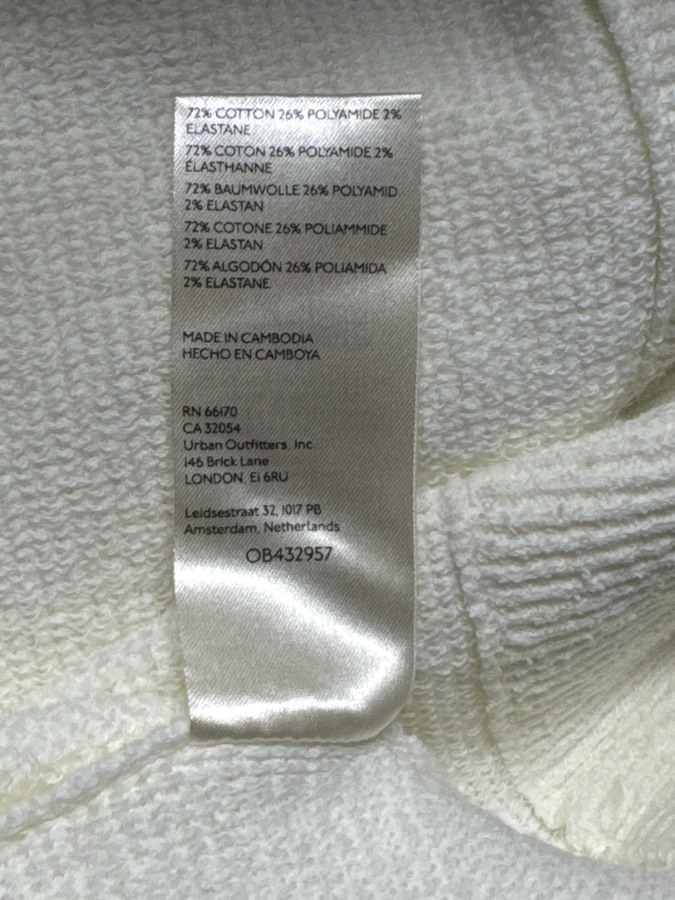 72% COTTON 26% POLYAMIDE 2%
ELASTANE
72% COTON 26% POLYAMIDE 2%
ÉLASTHANNE
72% BAUMWOLLE 26% POLYAMID
2% ELASTAN
72% COTONE 26% POLIAMMIDE
2% ELASTAN
72% ALGODÓN 26% POLIAMIDA
2% ELASTANE
MADE IN CAMBODIA
HECHO EN CAMBOYA
RN 66170
CA 32054
Urban Outfitters, Inc.
146 Brick Lane
LONDON, E1 6RU
Leidsestraat 32, 1017 PB
Amsterdam, Netherlands
OB432957